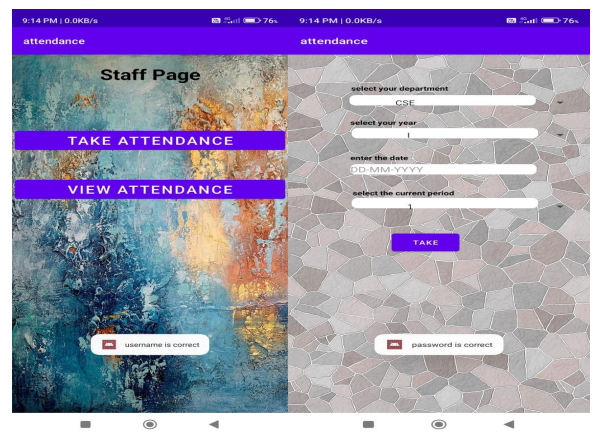 9:14 PM | 0.0KB/s
4G
76%
attendance
Staff Page
TAKE ATTENDANCE
VIEW ATTENDANCE
username is correct
9:14 PM | 0.0KB/s
4G
76%
attendance
select your department
CSE
select your year
I
enter the date
DD-MM-YYYY
select the current period
1
TAKE
password is correct